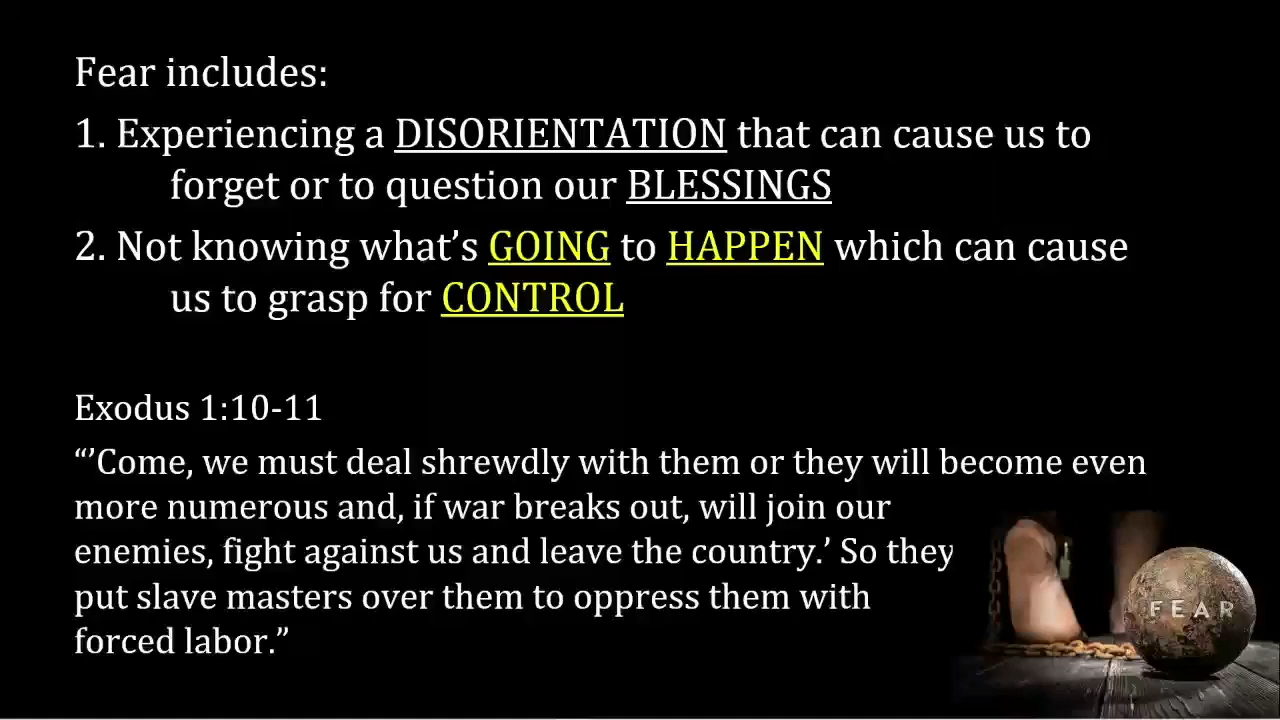 Fear includes:
1. Experiencing a DISORIENTATION that can cause us to
forget or to question our BLESSINGS
2. Not knowing what’s GOING to HAPPEN which can cause
us to grasp for CONTROL
Exodus 1:10-11
“’Come, we must deal shrewdly with them or they will become even
more numerous and, if war breaks out, will join our
enemies, fight against us and leave the country.’ So they
put slave masters over them to oppress them with
forced labor.”
FEAR